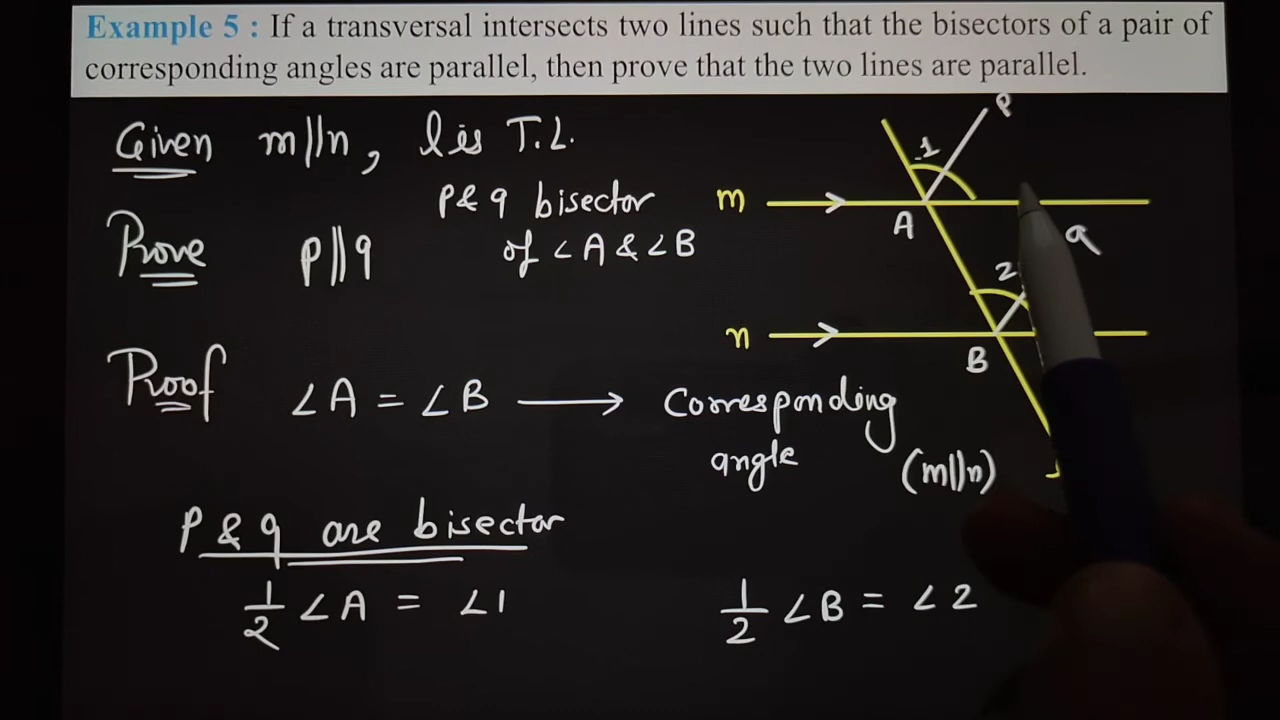 Example 5 : If a transversal intersects two lines such that the bisectors of a pair of
corresponding angles are parallel, then prove that the two lines are parallel.
Given m||n, l is T.L.
P & q bisector
of ∠A & ∠B
Prove p||q
Proof ∠A = ∠B → Corresponding
angle (m||n)
P & q are bisector
1/2 ∠A = ∠1 1/2 ∠B = ∠2
P
1
m
A
q
2
n
B